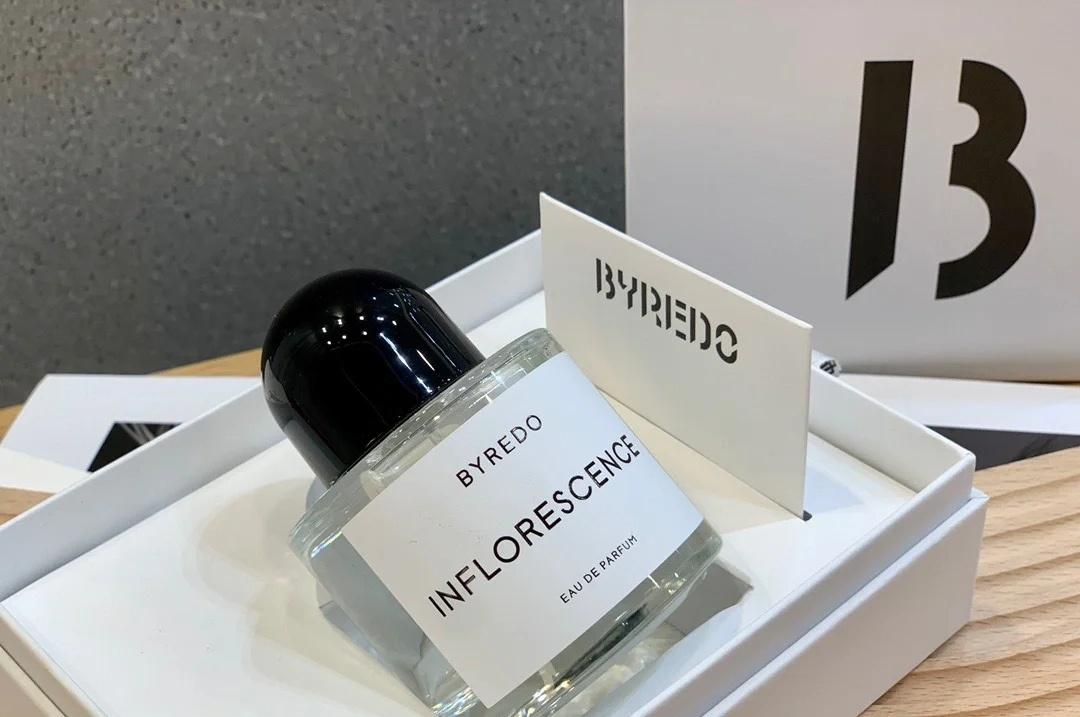 B
BYREDO
BYREDO
INFLORESCENCE
EAU DE PARFUM